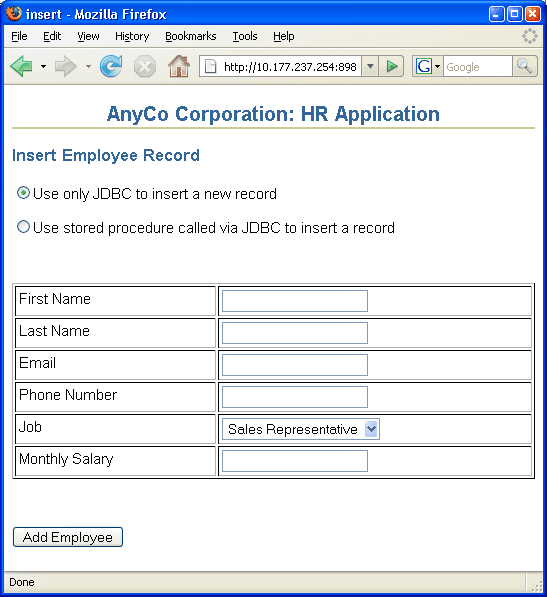 insert - Mozilla Firefox
File Edit View History Bookmarks Tools Help
http://10.177.237.254:898 G Google
AnyCo Corporation: HR Application
Insert Employee Record
Use only JDBC to insert a new record
Use stored procedure called via JDBC to insert a record
First Name
Last Name
Email
Phone Number
Job Sales Representative
Monthly Salary
Add Employee
Done